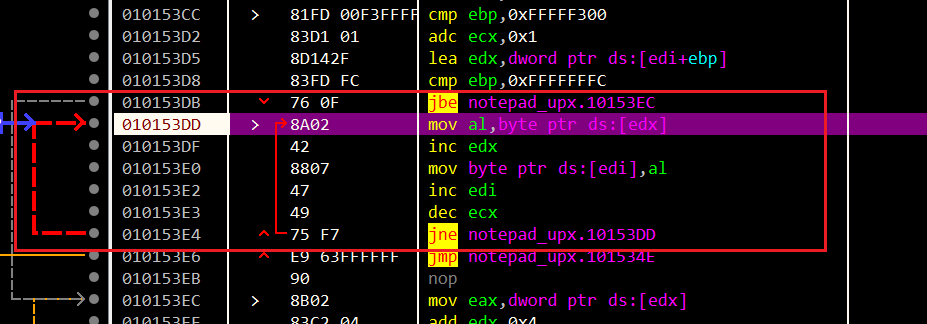 010153CC > 81FD 00F3FFFF cmp ebp,0xFFFFF300
010153D2 83D1 01 adc ecx,0x1
010153D5 8D142F lea edx,dword ptr ds:[edi+ebp]
010153D8 83FD FC cmp ebp,0xFFFFFFFC
010153DB 76 0F jbe notepad_upx.10153EC
010153DD > 8A02 mov al,byte ptr ds:[edx]
010153DF 42 inc edx
010153E0 8807 mov byte ptr ds:[edi],al
010153E2 47 inc edi
010153E3 49 dec ecx
010153E4 75 F7 jne notepad_upx.10153DD
010153E6 E9 63FFFFFF jmp notepad_upx.101534E
010153EB 90 nop
010153EC > 8B02 mov eax,dword ptr ds:[edx]
010153EE 83C2 04 add edx,0x4